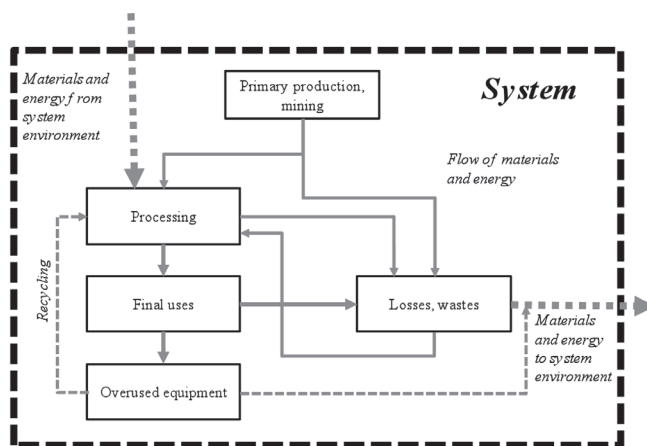 Materials and
energy f rom
system
environment
Primary production,
mining
System
Flow of materials
and energy
Processing
Recycling
Final uses
Losses, wastes
Materials
and energy
to system
environment
Overused equipment